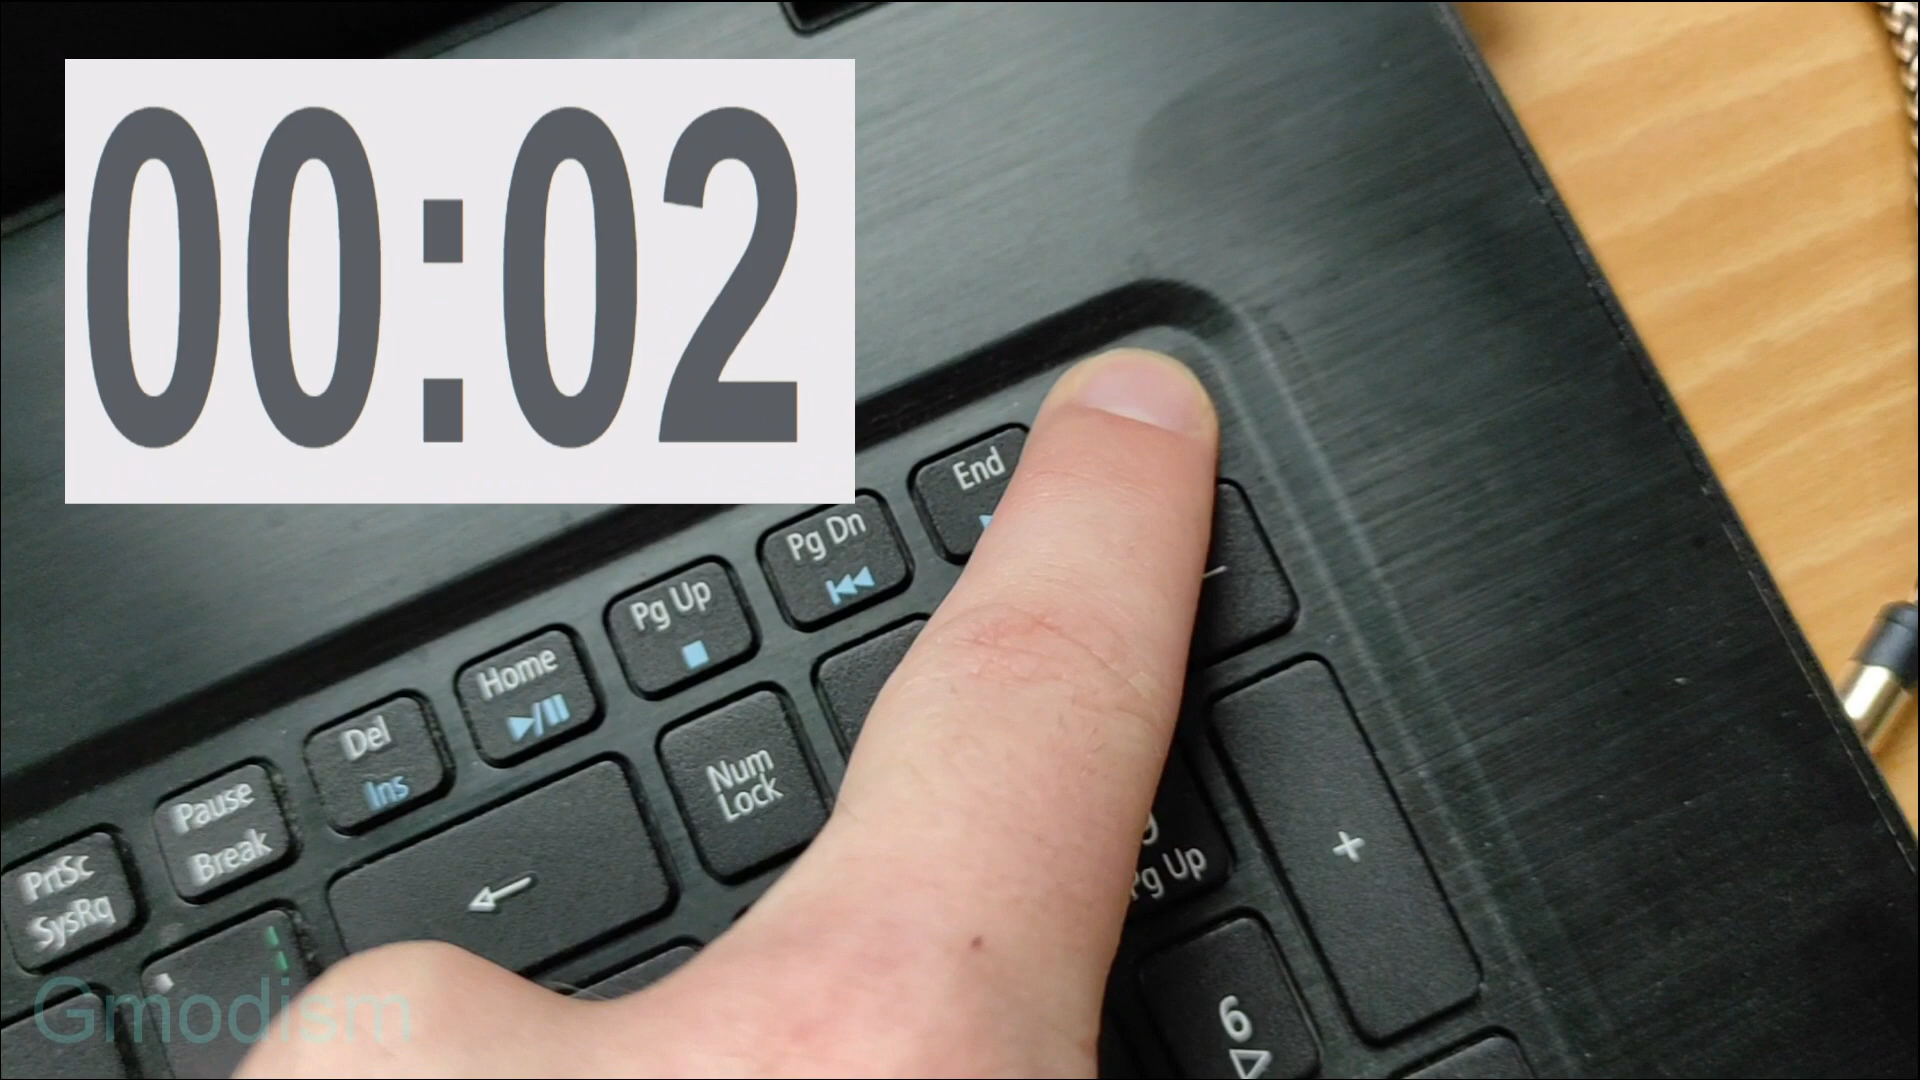 00:02
End
Pg Dn
Pg Up
Home
Del
Ins
Pause
Break
PrtSc
SysRq
Num
Lock
+
Pg Up
6
Gmodism